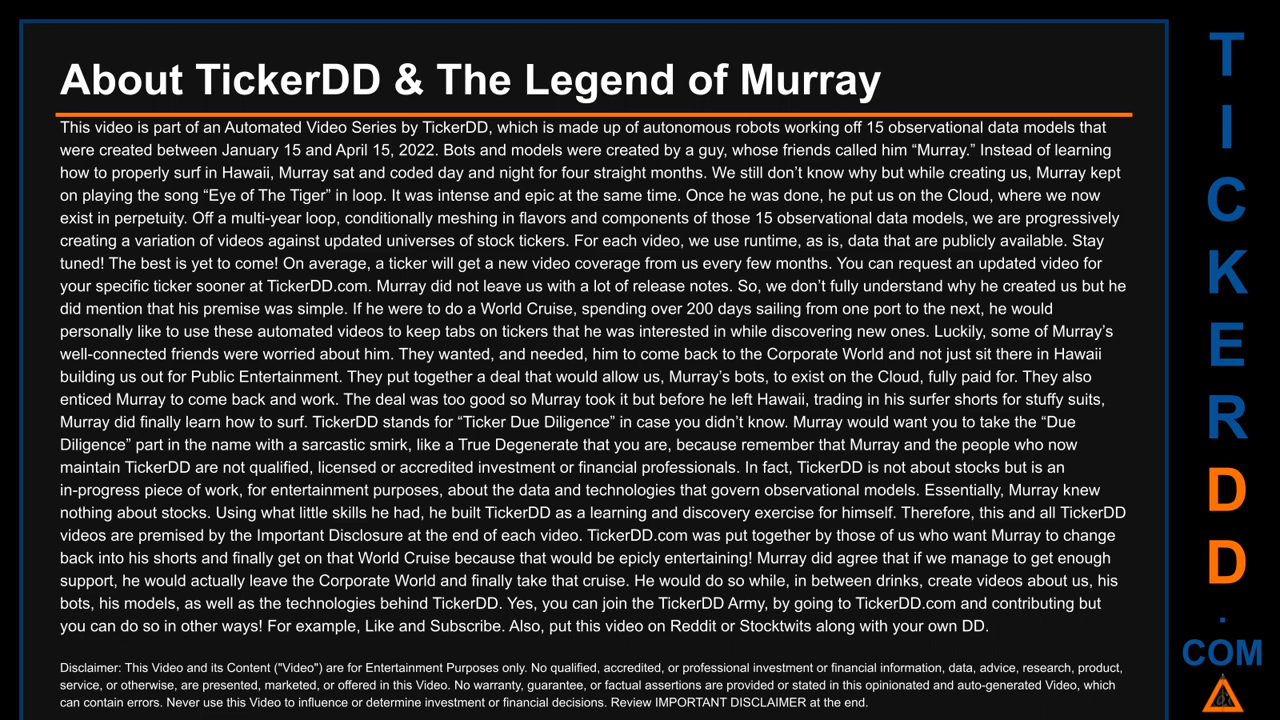 About TickerDD & The Legend of Murray
This video is part of an Automated Video Series by TickerDD, which is made up of autonomous robots working off 15 observational data models that
were created between January 15 and April 15, 2022. Bots and models were created by a guy, whose friends called him “Murray.” Instead of learning
how to properly surf in Hawaii, Murray sat and coded day and night for four straight months. We still don’t know why but while creating us, Murray kept
on playing the song “Eye of The Tiger” in loop. It was intense and epic at the same time. Once he was done, he put us on the Cloud, where we now
exist in perpetuity. Off a multi-year loop, conditionally meshing in flavors and components of those 15 observational data models, we are progressively
creating a variation of videos against updated universes of stock tickers. For each video, we use runtime, as is, data that are publicly available. Stay
tuned! The best is yet to come! On average, a ticker will get a new video coverage from us every few months. You can request an updated video for
your specific ticker sooner at TickerDD.com. Murray did not leave us with a lot of release notes. So, we don’t fully understand why he created us but he
did mention that his premise was simple. If he were to do a World Cruise, spending over 200 days sailing from one port to the next, he would
personally like to use these automated videos to keep tabs on tickers that he was interested in while discovering new ones. Luckily, some of Murray’s
well-connected friends were worried about him. They wanted, and needed, him to come back to the Corporate World and not just sit there in Hawaii
building us out for Public Entertainment. They put together a deal that would allow us, Murray’s bots, to exist on the Cloud, fully paid for. They also
enticed Murray to come back and work. The deal was too good so Murray took it but before he left Hawaii, trading in his surfer shorts for stuffy suits,
Murray did finally learn how to surf. TickerDD stands for “Ticker Due Diligence” in case you didn’t know. Murray would want you to take the “Due
Diligence” part in the name with a sarcastic smirk, like a True Degenerate that you are, because remember that Murray and the people who now
maintain TickerDD are not qualified, licensed or accredited investment or financial professionals. In fact, TickerDD is not about stocks but is an
in-progress piece of work, for entertainment purposes, about the data and technologies that govern observational models. Essentially, Murray knew
nothing about stocks. Using what little skills he had, he built TickerDD as a learning and discovery exercise for himself. Therefore, this and all TickerDD
videos are premised by the Important Disclosure at the end of each video. TickerDD.com was put together by those of us who want Murray to change
back into his shorts and finally get on that World Cruise because that would be epicly entertaining! Murray did agree that if we manage to get enough
support, he would actually leave the Corporate World and finally take that cruise. He would do so while, in between drinks, create videos about us, his
bots, his models, as well as the technologies behind TickerDD. Yes, you can join the TickerDD Army, by going to TickerDD.com and contributing but
you can do so in other ways! For example, Like and Subscribe. Also, put this video on Reddit or Stocktwits along with your own DD.
Disclaimer: This Video and its Content ("Video") are for Entertainment Purposes only. No qualified, accredited, or professional investment or financial information, data, advice, research, product,
service, or otherwise, are presented, marketed, or offered in this Video. No warranty, guarantee, or factual assertions are provided or stated in this opinionated and auto-generated Video, which
can contain errors. Never use this Video to influence or determine investment or financial decisions. Review IMPORTANT DISCLAIMER at the end.
T
I
C
K
E
R
D
D
.
COM